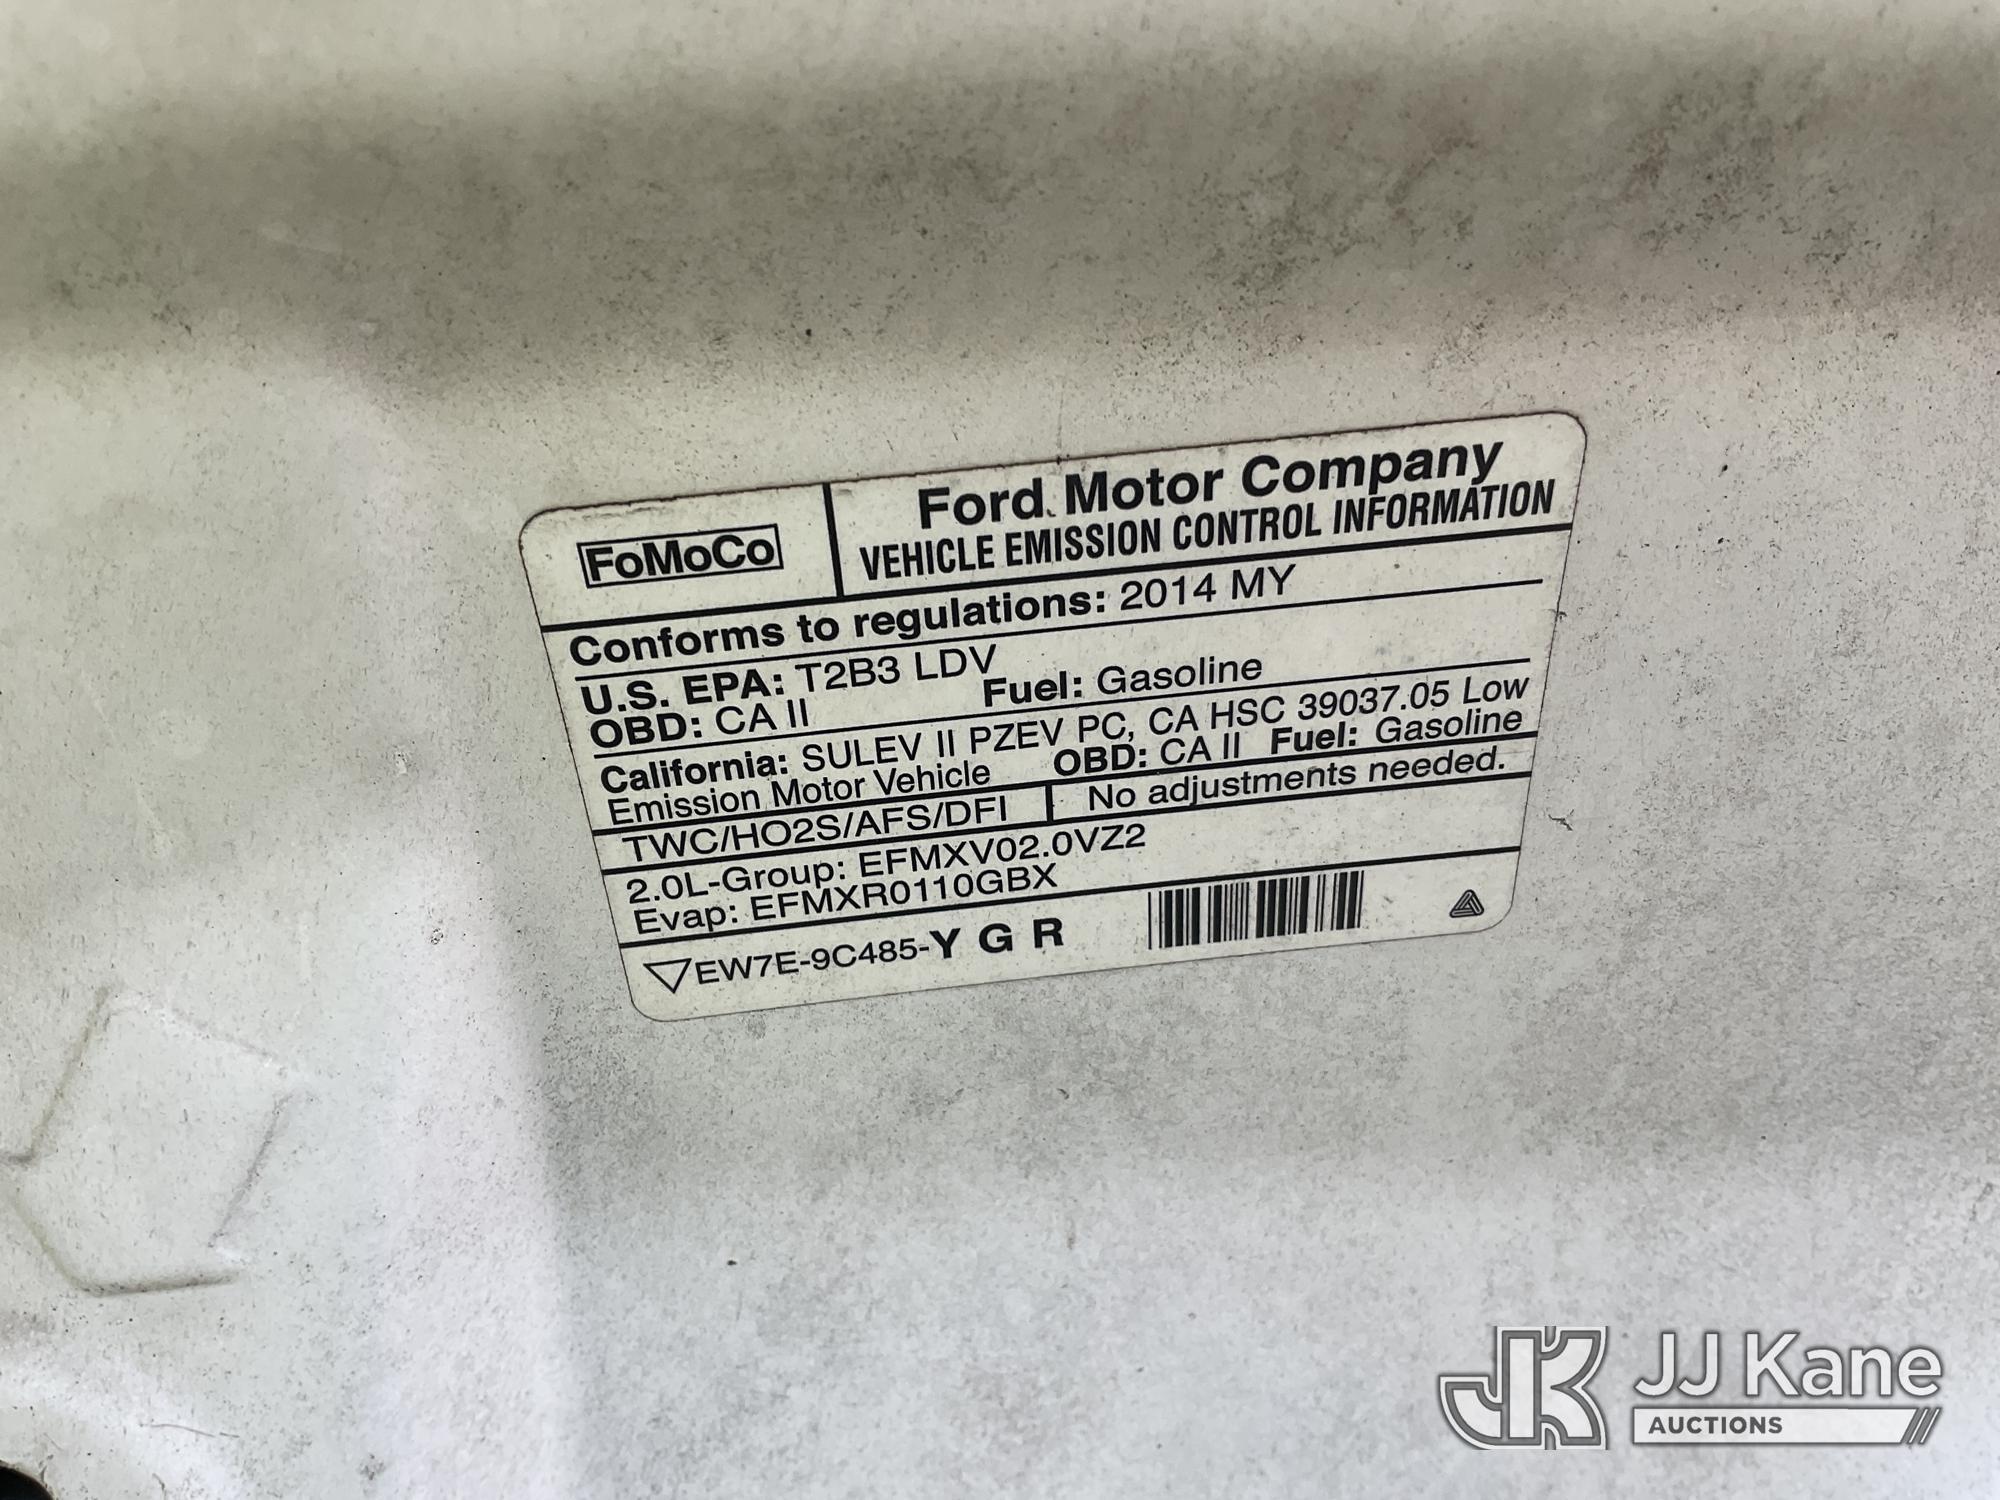 FoMoCo
Ford Motor Company
VEHICLE EMISSION CONTROL INFORMATION
Conforms to regulations: 2014 MY
U.S. EPA: T2B3 LDV
OBD: CA II Fuel: Gasoline
California: SULEV II PZEV PC, CA HSC 39037.05 Low
Emission Motor Vehicle OBD: CA II Fuel: Gasoline
TWC/HO2S/AFS/DFI No adjustments needed.
2.0L-Group: EFMXV02.0VZ2
Evap: EFMXR0110GBX
EW7E-9C485-Y G R
JK JJ Kane
AUCTIONS